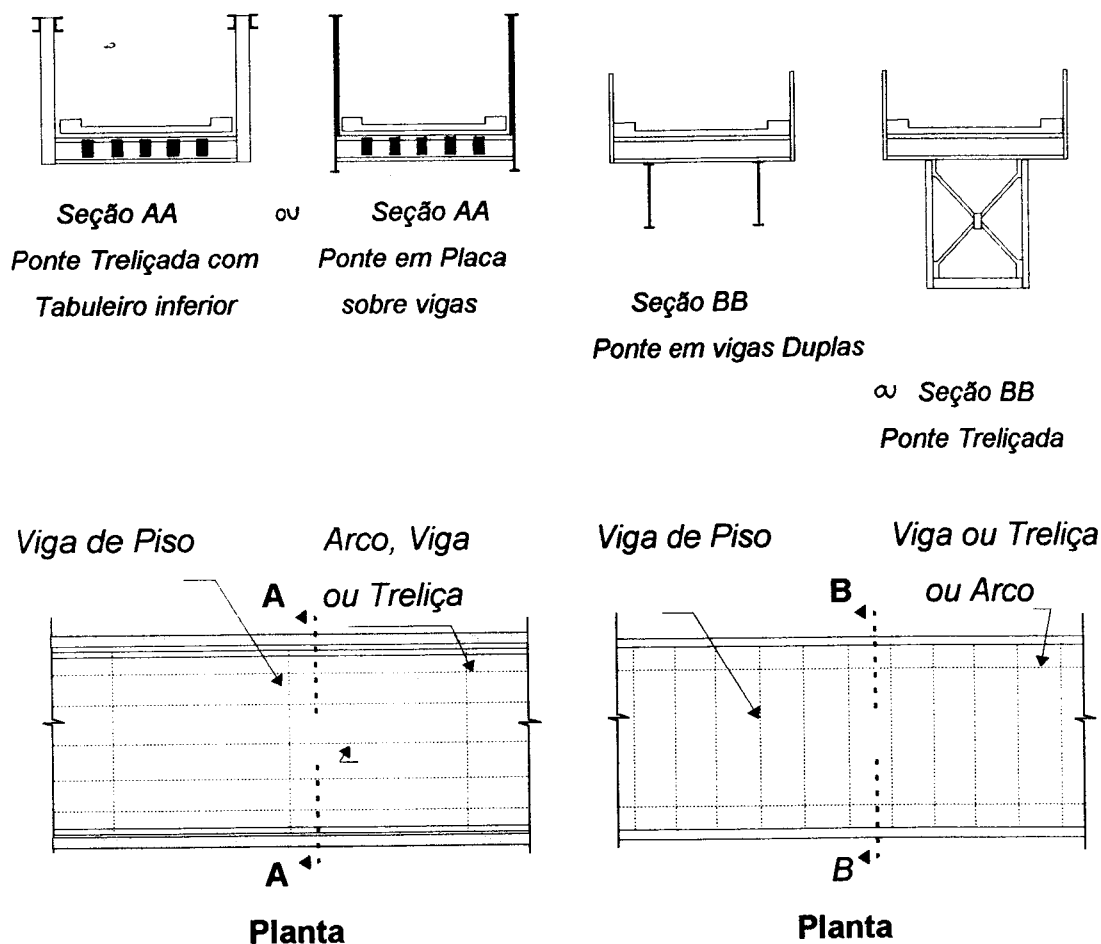 Seção AA
Ponte Treliçada com
Tabuleiro inferior
ou
Seção AA
Ponte em Placa
sobre vigas
Seção BB
Ponte em vigas Duplas
ou Seção BB
Ponte Treliçada
Viga de Piso
Arco, Viga
ou Treliça
A
A
Planta
Viga de Piso
Viga ou Treliça
ou Arco
B
B
Planta